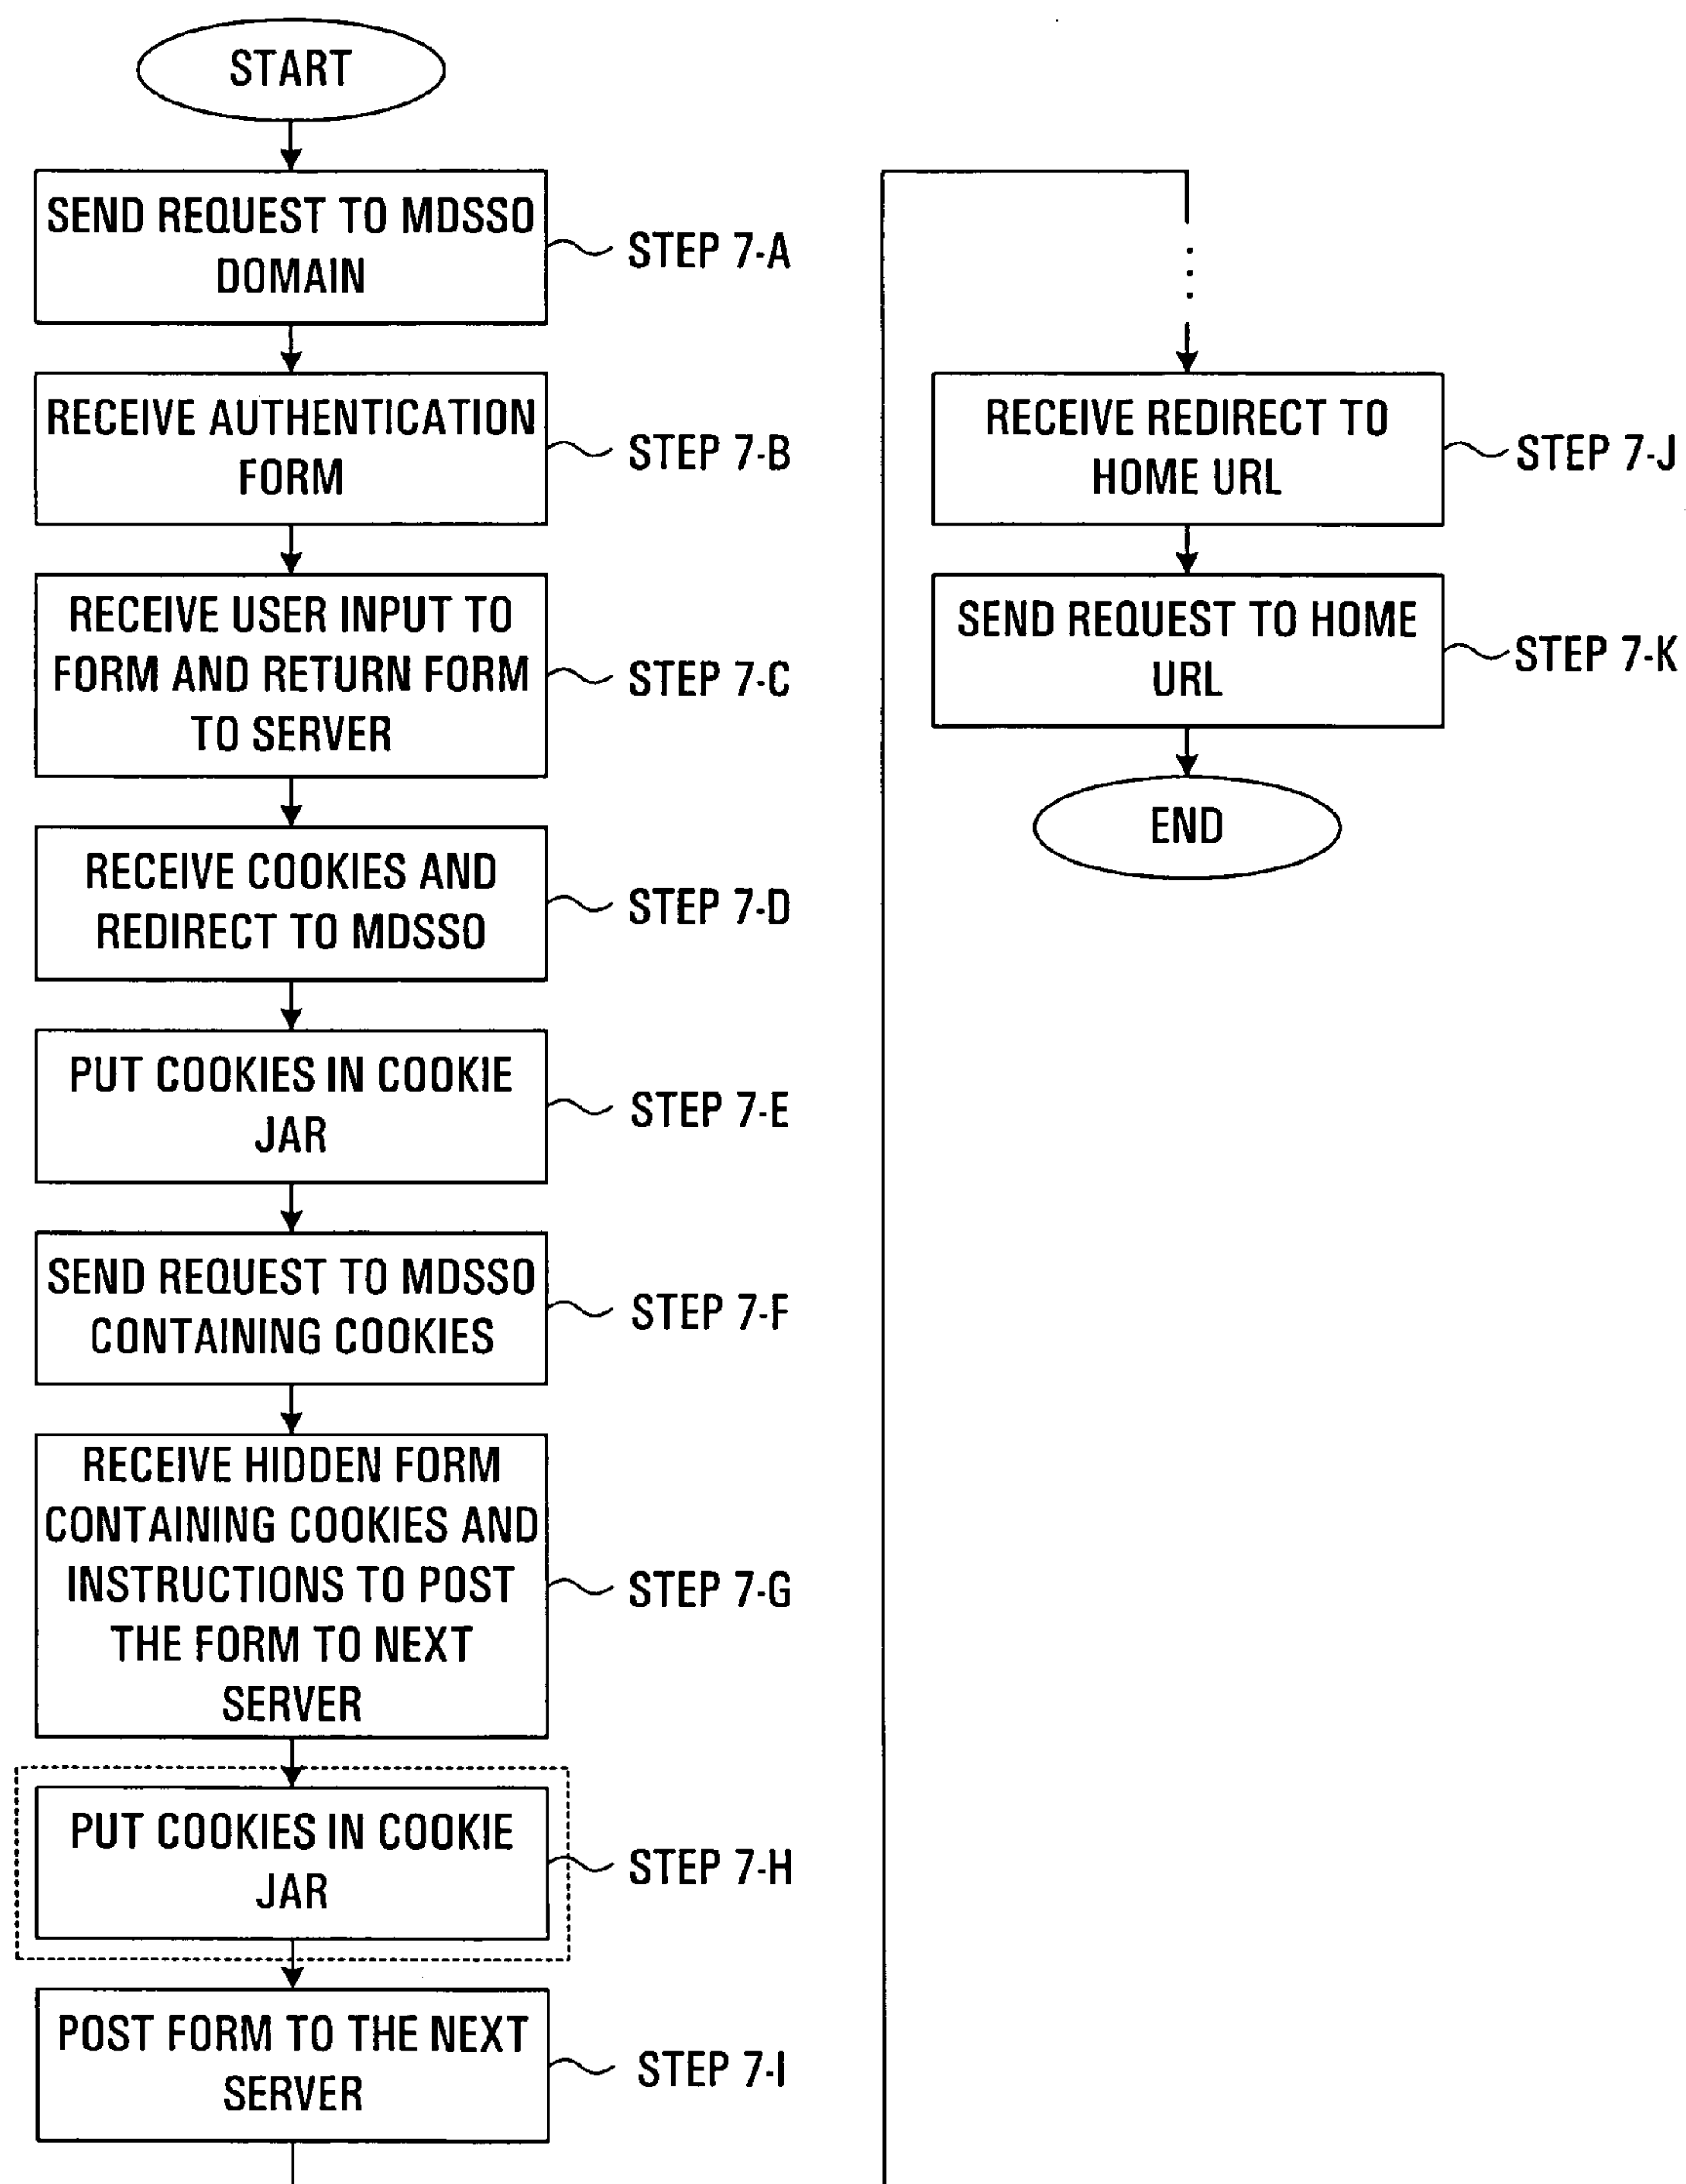 START
SEND REQUEST TO MDSSO
DOMAIN
STEP 7-A
RECEIVE AUTHENTICATION
FORM
STEP 7-B
RECEIVE USER INPUT TO
FORM AND RETURN FORM
TO SERVER
STEP 7-C
RECEIVE COOKIES AND
REDIRECT TO MDSSO
STEP 7-D
PUT COOKIES IN COOKIE
JAR
STEP 7-E
SEND REQUEST TO MDSSO
CONTAINING COOKIES
STEP 7-F
RECEIVE HIDDEN FORM
CONTAINING COOKIES AND
INSTRUCTIONS TO POST
THE FORM TO NEXT
SERVER
STEP 7-G
PUT COOKIES IN COOKIE
JAR
STEP 7-H
POST FORM TO THE NEXT
SERVER
STEP 7-I
RECEIVE REDIRECT TO
HOME URL
STEP 7-J
SEND REQUEST TO HOME
URL
STEP 7-K
END